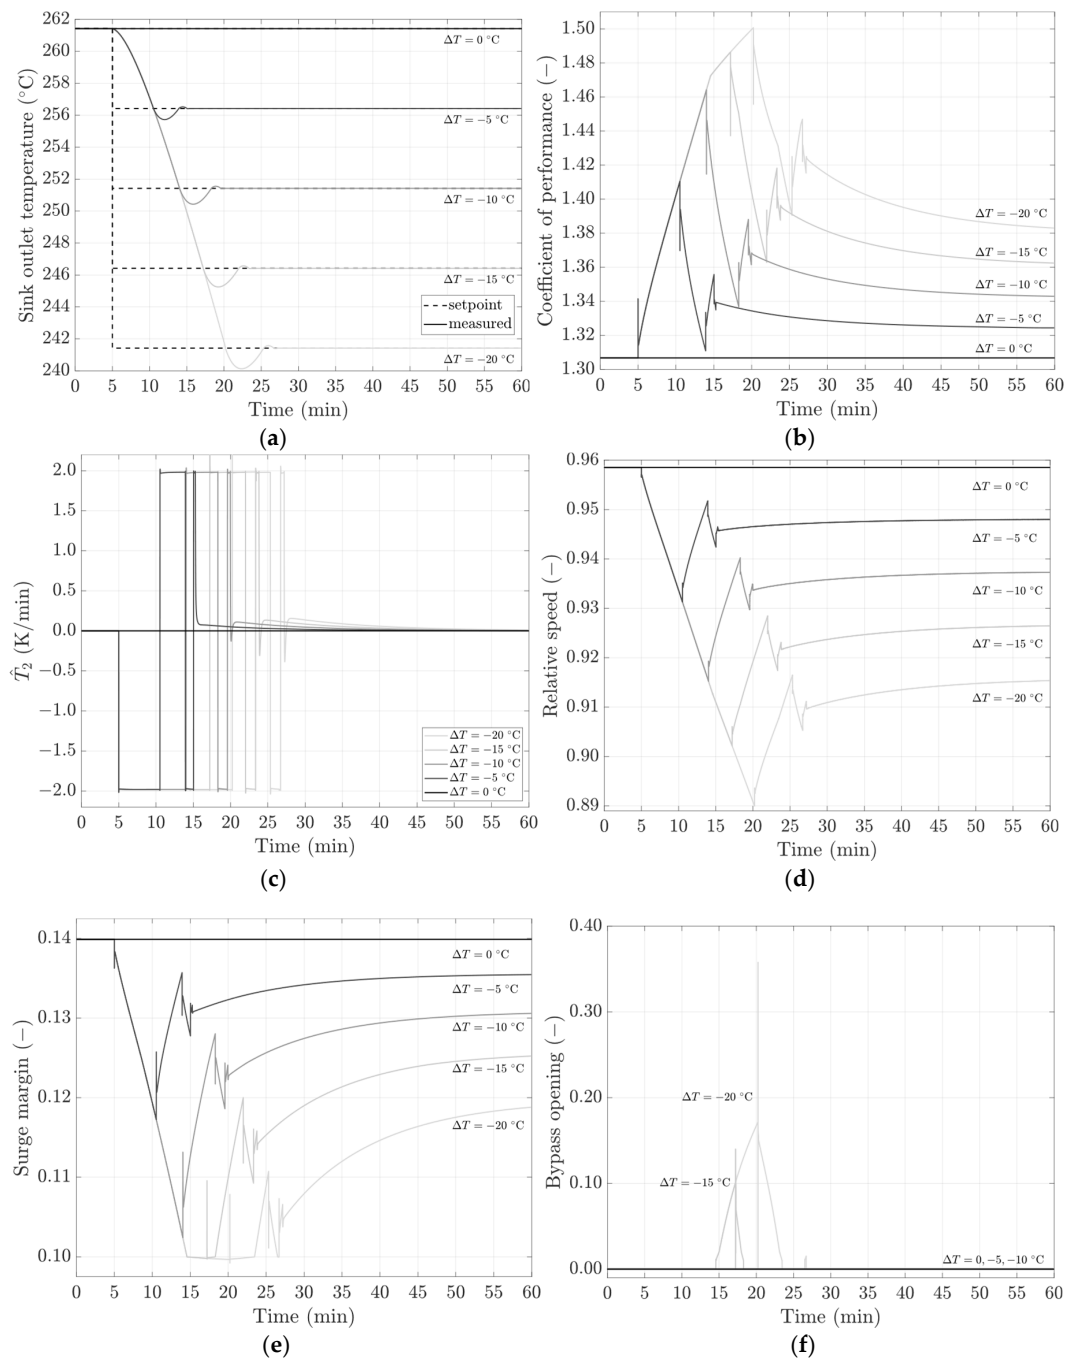 262
260
258
256
254
252
250
248
246
244
242
240
0 5 10 15 20 25 30 35 40 45 50 55 60
Sink outlet temperature (°C)
Time (min)
ΔT = 0 °C
ΔT = −5 °C
ΔT = −10 °C
ΔT = −15 °C
setpoint
measured
ΔT = −20 °C
(a)
1.50
1.48
1.46
1.44
1.42
1.40
1.38
1.36
1.34
1.32
1.30
0 5 10 15 20 25 30 35 40 45 50 55 60
Coefficient of performance (−)
Time (min)
ΔT = −20 °C
ΔT = −15 °C
ΔT = −10 °C
ΔT = −5 °C
ΔT = 0 °C
(b)
2.0
1.5
1.0
0.5
0.0
−0.5
−1.0
−1.5
−2.0
0 5 10 15 20 25 30 35 40 45 50 55 60
T̂₂ (K/min)
Time (min)
ΔT = −20 °C
ΔT = −15 °C
ΔT = −10 °C
ΔT = −5 °C
ΔT = 0 °C
(c)
0.96
0.95
0.94
0.93
0.92
0.91
0.90
0.89
0 5 10 15 20 25 30 35 40 45 50 55 60
Relative speed (−)
Time (min)
ΔT = 0 °C
ΔT = −5 °C
ΔT = −10 °C
ΔT = −15 °C
ΔT = −20 °C
(d)
0.14
0.13
0.12
0.11
0.10
0 5 10 15 20 25 30 35 40 45 50 55 60
Surge margin (−)
Time (min)
ΔT = 0 °C
ΔT = −5 °C
ΔT = −10 °C
ΔT = −15 °C
ΔT = −20 °C
(e)
0.40
0.30
0.20
0.10
0.00
0 5 10 15 20 25 30 35 40 45 50 55 60
Bypass opening (−)
Time (min)
ΔT = −20 °C
ΔT = −15 °C
ΔT = 0, −5, −10 °C
(f)